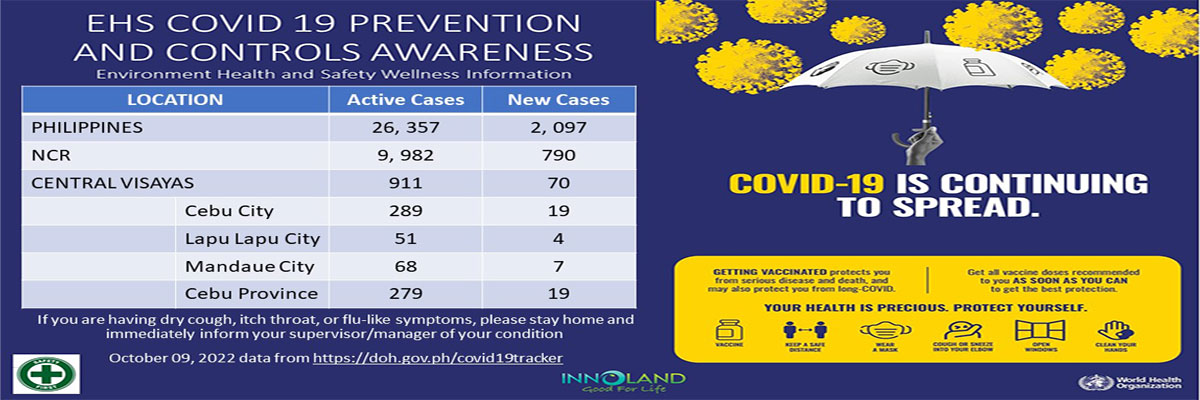 EHS COVID 19 PREVENTION
AND CONTROLS AWARENESS
Environment Health and Safety Wellness Information
LOCATION Active Cases New Cases
PHILIPPINES 26, 357 2, 097
NCR 9, 982 790
CENTRAL VISAYAS 911 70
Cebu City 289 19
Lapu Lapu City 51 4
Mandaue City 68 7
Cebu Province 279 19
If you are having dry cough, itch throat, or flu-like symptoms, please stay home and
immediately inform your supervisor/manager of your condition
October 09, 2022 data from https://doh.gov.ph/covid19tracker
SAFETY
FIRST
INNOLAND
Good For Life
COVID-19 IS CONTINUING
TO SPREAD.
GETTING VACCINATED protects you
from serious disease and death, and
may also protect you from long-COVID.
Get all vaccine doses recommended
to you AS SOON AS YOU CAN
to get the best protection.
YOUR HEALTH IS PRECIOUS. PROTECT YOURSELF.
VACCINE
KEEP A SAFE
DISTANCE
WEAR
A MASK
COUGH OR SNEEZE
INTO YOUR ELBOW
OPEN
WINDOWS
CLEAN YOUR
HANDS
World Health
Organization